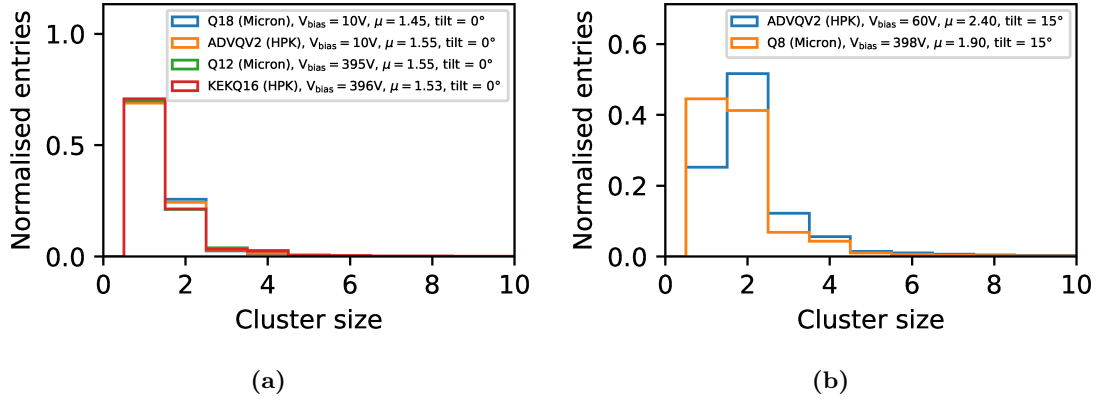 Normalised entries
1.0
0.5
0.0
Q18 (Micron), V_bias = 10V, μ = 1.45, tilt = 0°
ADVQV2 (HPK), V_bias = 10V, μ = 1.55, tilt = 0°
Q12 (Micron), V_bias = 395V, μ = 1.55, tilt = 0°
KEKQ16 (HPK), V_bias = 396V, μ = 1.53, tilt = 0°
0 2 4 6 8 10
Cluster size
(a)
Normalised entries
0.6
0.4
0.2
0.0
ADVQV2 (HPK), V_bias = 60V, μ = 2.40, tilt = 15°
Q8 (Micron), V_bias = 398V, μ = 1.90, tilt = 15°
0 2 4 6 8 10
Cluster size
(b)